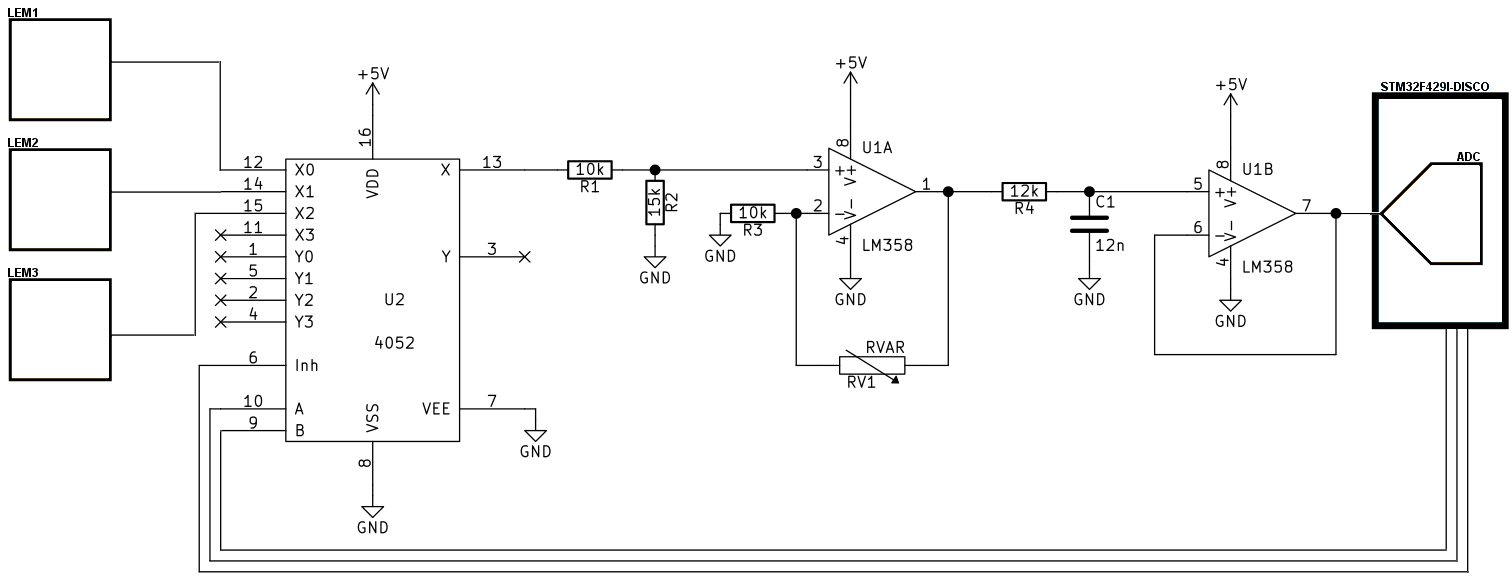 LEM1
LEM2
LEM3
+5V
16
VDD
12 X0
14 X1
15 X2
11 X3
1 Y0
5 Y1
2 Y2
4 Y3
6 Inh
10 A
9 B
X 13
Y 3
U2
4052
VEE 7
GND
VSS
8
GND
10k
R1
15k
R2
GND
10k
R3
GND
+5V
8
U1A
3 +
V+
2 -
V-
4
1
LM358
GND
RVAR
RV1
12k
R4
C1
12n
GND
+5V
8
U1B
5 +
V+
6 -
V-
4
7
LM358
GND
STM32F429I-DISCO
ADC